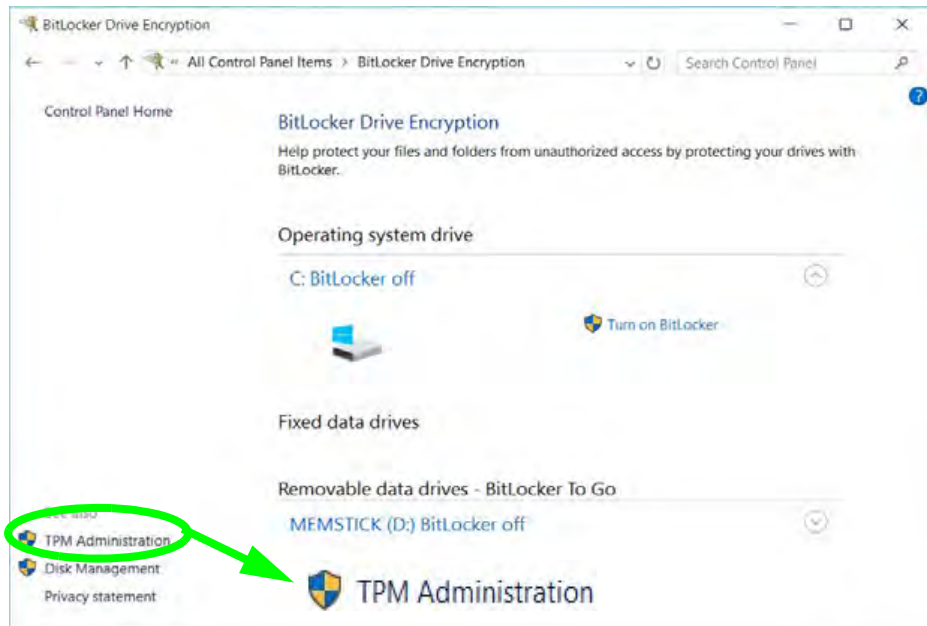 BitLocker Drive Encryption
« All Control Panel Items > BitLocker Drive Encryption
Search Control Panel
?
Control Panel Home
BitLocker Drive Encryption
Help protect your files and folders from unauthorized access by protecting your drives with
BitLocker.
Operating system drive
C: BitLocker off
Turn on BitLocker
Fixed data drives
Removable data drives - BitLocker To Go
MEMSTICK (D:) BitLocker off
See also
TPM Administration
Disk Management
Privacy statement
TPM Administration